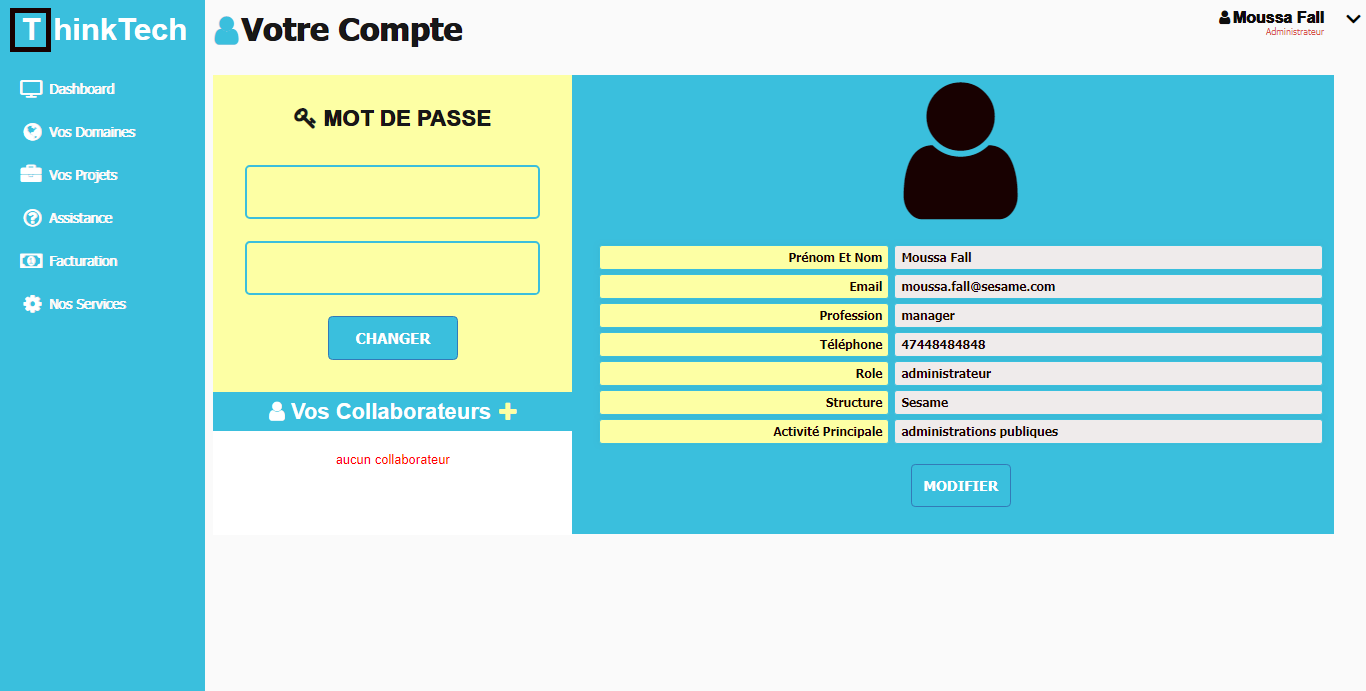 ThinkTech
Dashboard
Vos Domaines
Vos Projets
Assistance
Facturation
Nos Services
Votre Compte
Moussa Fall
Administrateur
MOT DE PASSE
CHANGER
Vos Collaborateurs
aucun collaborateur
Prénom Et Nom Moussa Fall
Email moussa.fall@sesame.com
Profession manager
Téléphone 47448484848
Role administrateur
Structure Sesame
Activité Principale administrations publiques
MODIFIER